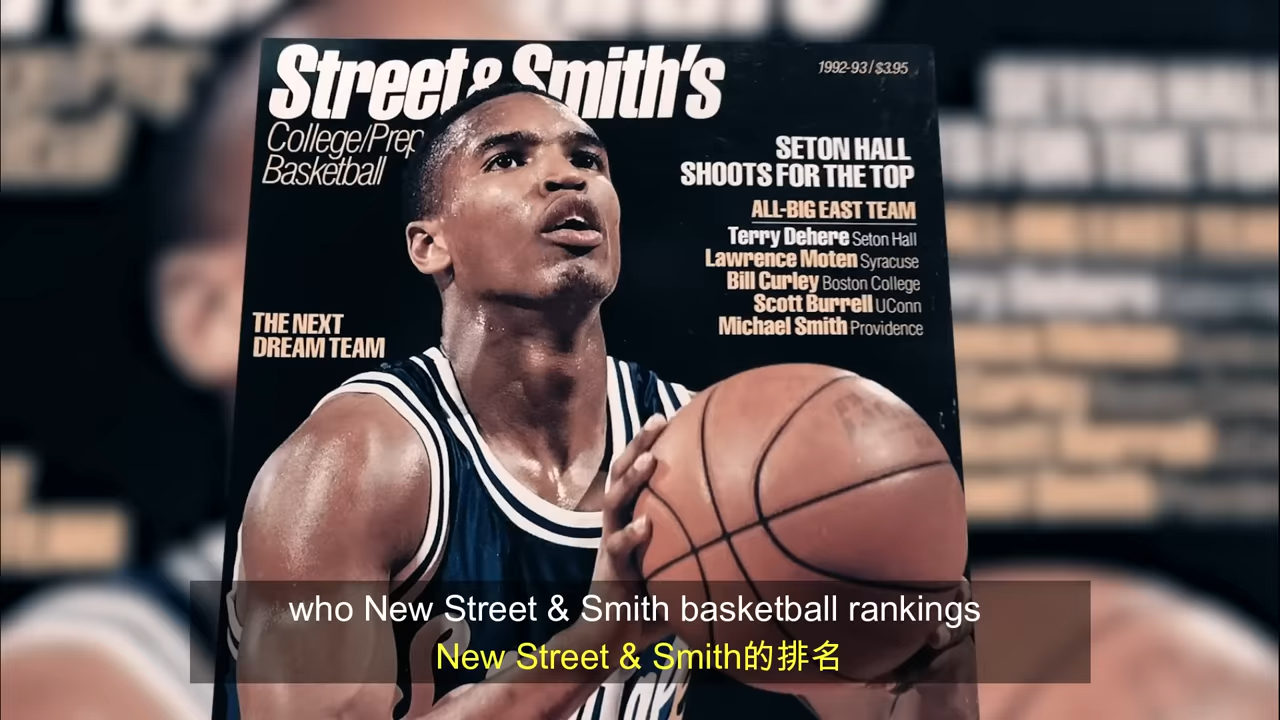 Street & Smith's
1992-93 / $3.95
College/Prep
Basketball
SETON HALL
SHOOTS FOR THE TOP
ALL-BIG EAST TEAM
Terry Dehere Seton Hall
Lawrence Moten Syracuse
Bill Curley Boston College
Scott Burrell UConn
Michael Smith Providence
THE NEXT
DREAM TEAM
who New Street & Smith basketball rankings
New Street & Smith的排名